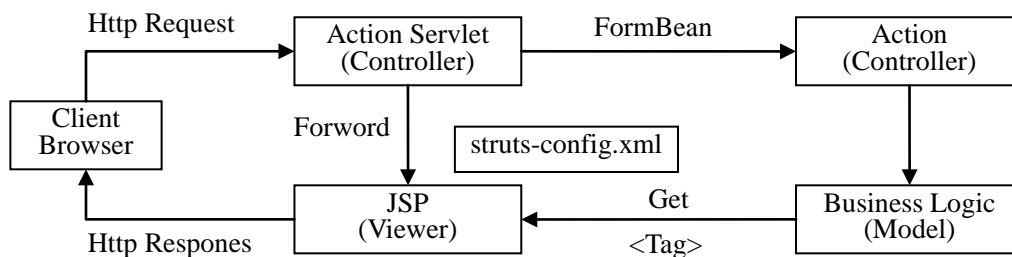 Http Request
Action Servlet
(Controller)
FormBean
Action
(Controller)
Client
Browser
Forword
struts-config.xml
JSP
(Viewer)
Get
<Tag>
Business Logic
(Model)
Http Respones